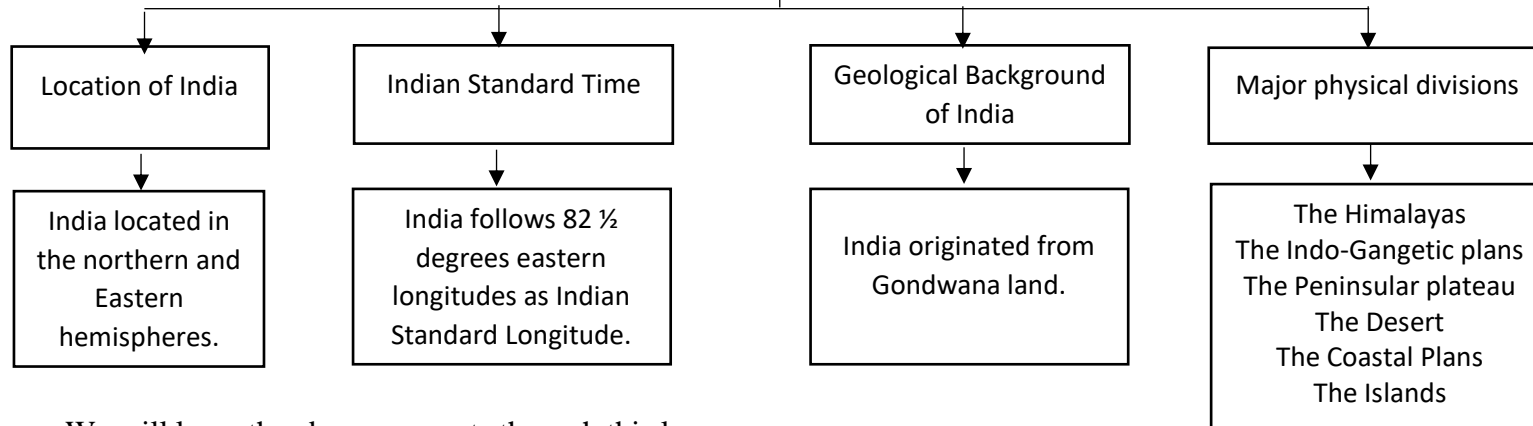 Location of India
Indian Standard Time
Geological Background
of India
Major physical divisions
India located in
the northern and
Eastern
hemispheres.
India follows 82 ½
degrees eastern
longitudes as Indian
Standard Longitude.
India originated from
Gondwana land.
The Himalayas
The Indo-Gangetic plans
The Peninsular plateau
The Desert
The Coastal Plans
The Islands